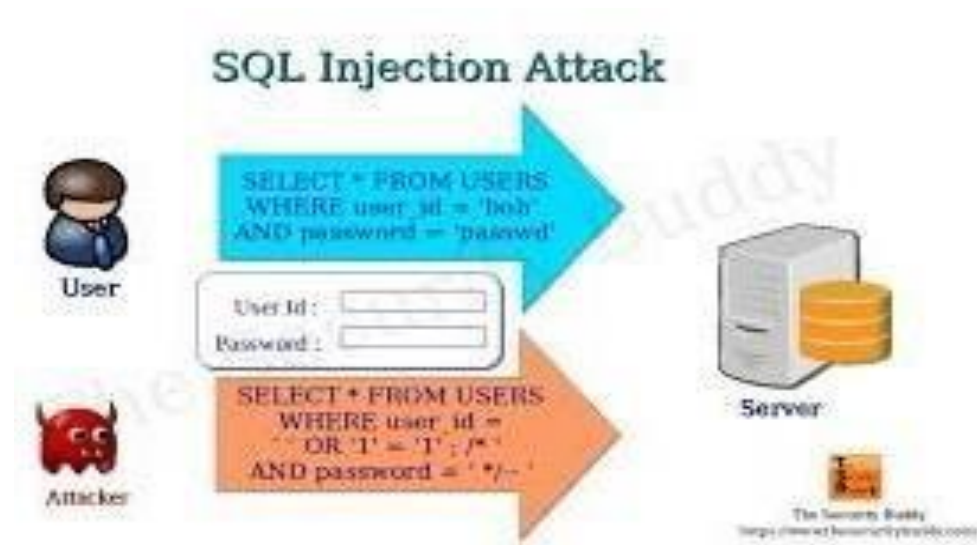 SQL Injection Attack
SELECT * FROM USERS
WHERE user_id = 'bob'
AND password = 'passwd'
User
User Id :
Password :
SELECT * FROM USERS
WHERE user_id =
' ' OR '1' = '1' ; /* '
AND password = ' */-- '
Attacker
Server
The Security Buddy